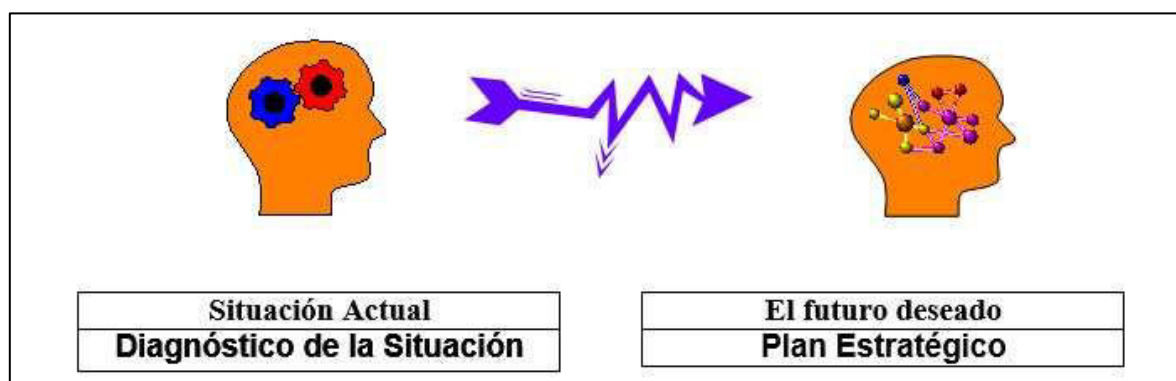 Situación Actual
Diagnóstico de la Situación
El futuro deseado
Plan Estratégico